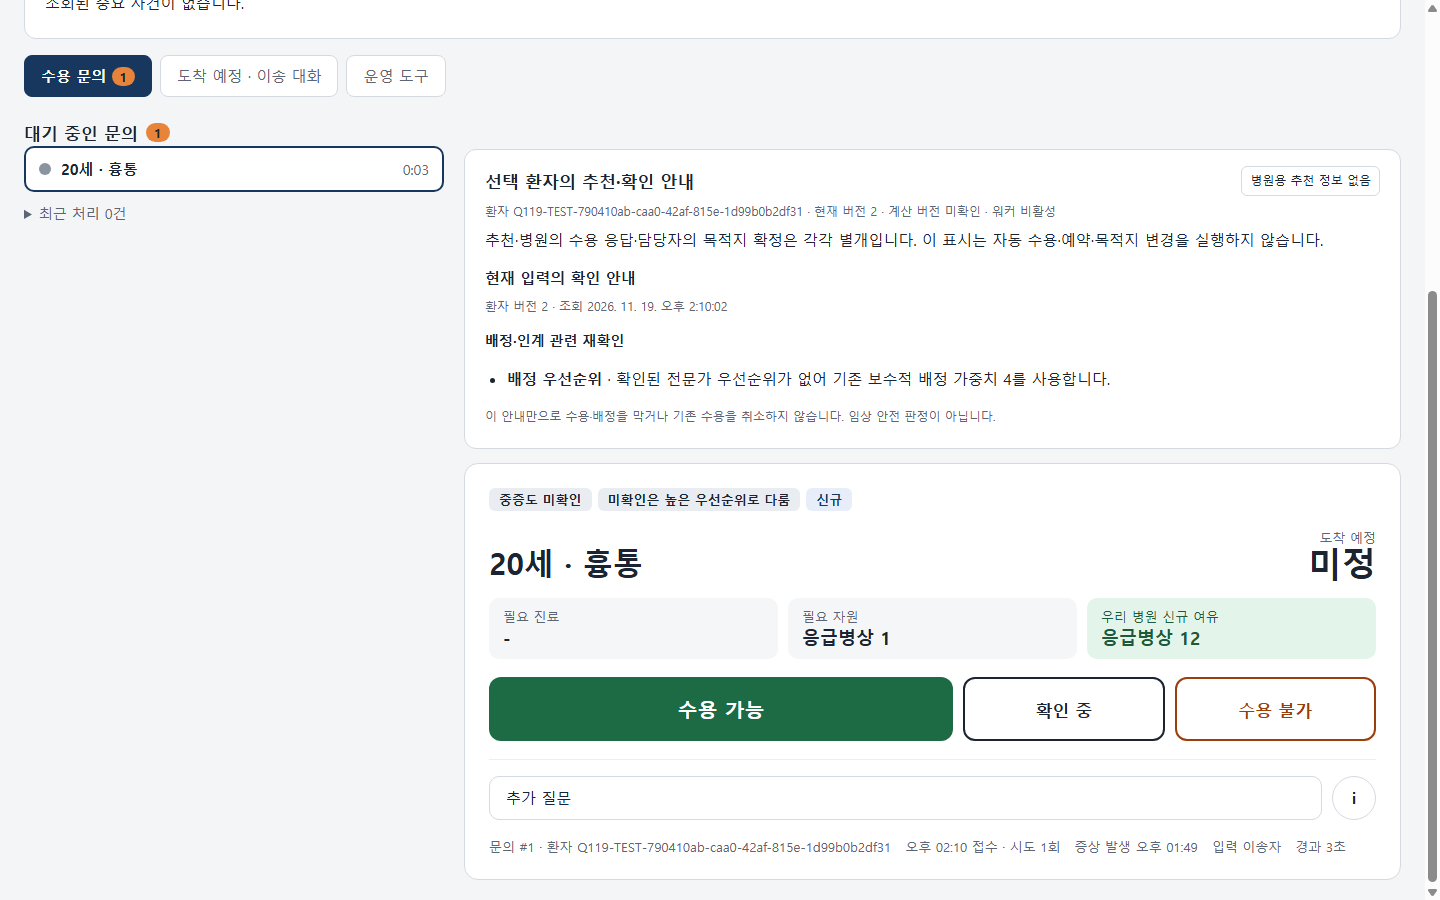 조회된 중요 사건이 없습니다.
수용 문의 1
도착 예정 · 이송 대화
운영 도구
대기 중인 문의 1
20세 · 흉통 0:03
▶ 최근 처리 0건
선택 환자의 추천·확인 안내
병원용 추천 정보 없음
환자 Q119-TEST-790410ab-caa0-42af-815e-1d99b0b2df31 · 현재 버전 2 · 계산 버전 미확인 · 워커 비활성
추천·병원의 수용 응답·담당자의 목적지 확정은 각각 별개입니다. 이 표시는 자동 수용·예약·목적지 변경을 실행하지 않습니다.
현재 입력의 확인 안내
환자 버전 2 · 조회 2026. 11. 19. 오후 2:10:02
배정·인계 관련 재확인
• 배정 우선순위 · 확인된 전문가 우선순위가 없어 기존 보수적 배정 가중치 4를 사용합니다.
이 안내만으로 수용·배정을 막거나 기존 수용을 취소하지 않습니다. 임상 안전 판정이 아닙니다.
중증도 미확인
미확인은 높은 우선순위로 다룸
신규
20세 · 흉통
도착 예정
미정
필요 진료
-
필요 자원
응급병상 1
우리 병원 신규 여유
응급병상 12
수용 가능
확인 중
수용 불가
추가 질문
i
문의 #1 · 환자 Q119-TEST-790410ab-caa0-42af-815e-1d99b0b2df31 오후 02:10 접수 · 시도 1회 증상 발생 오후 01:49 입력 이송자 경과 3초